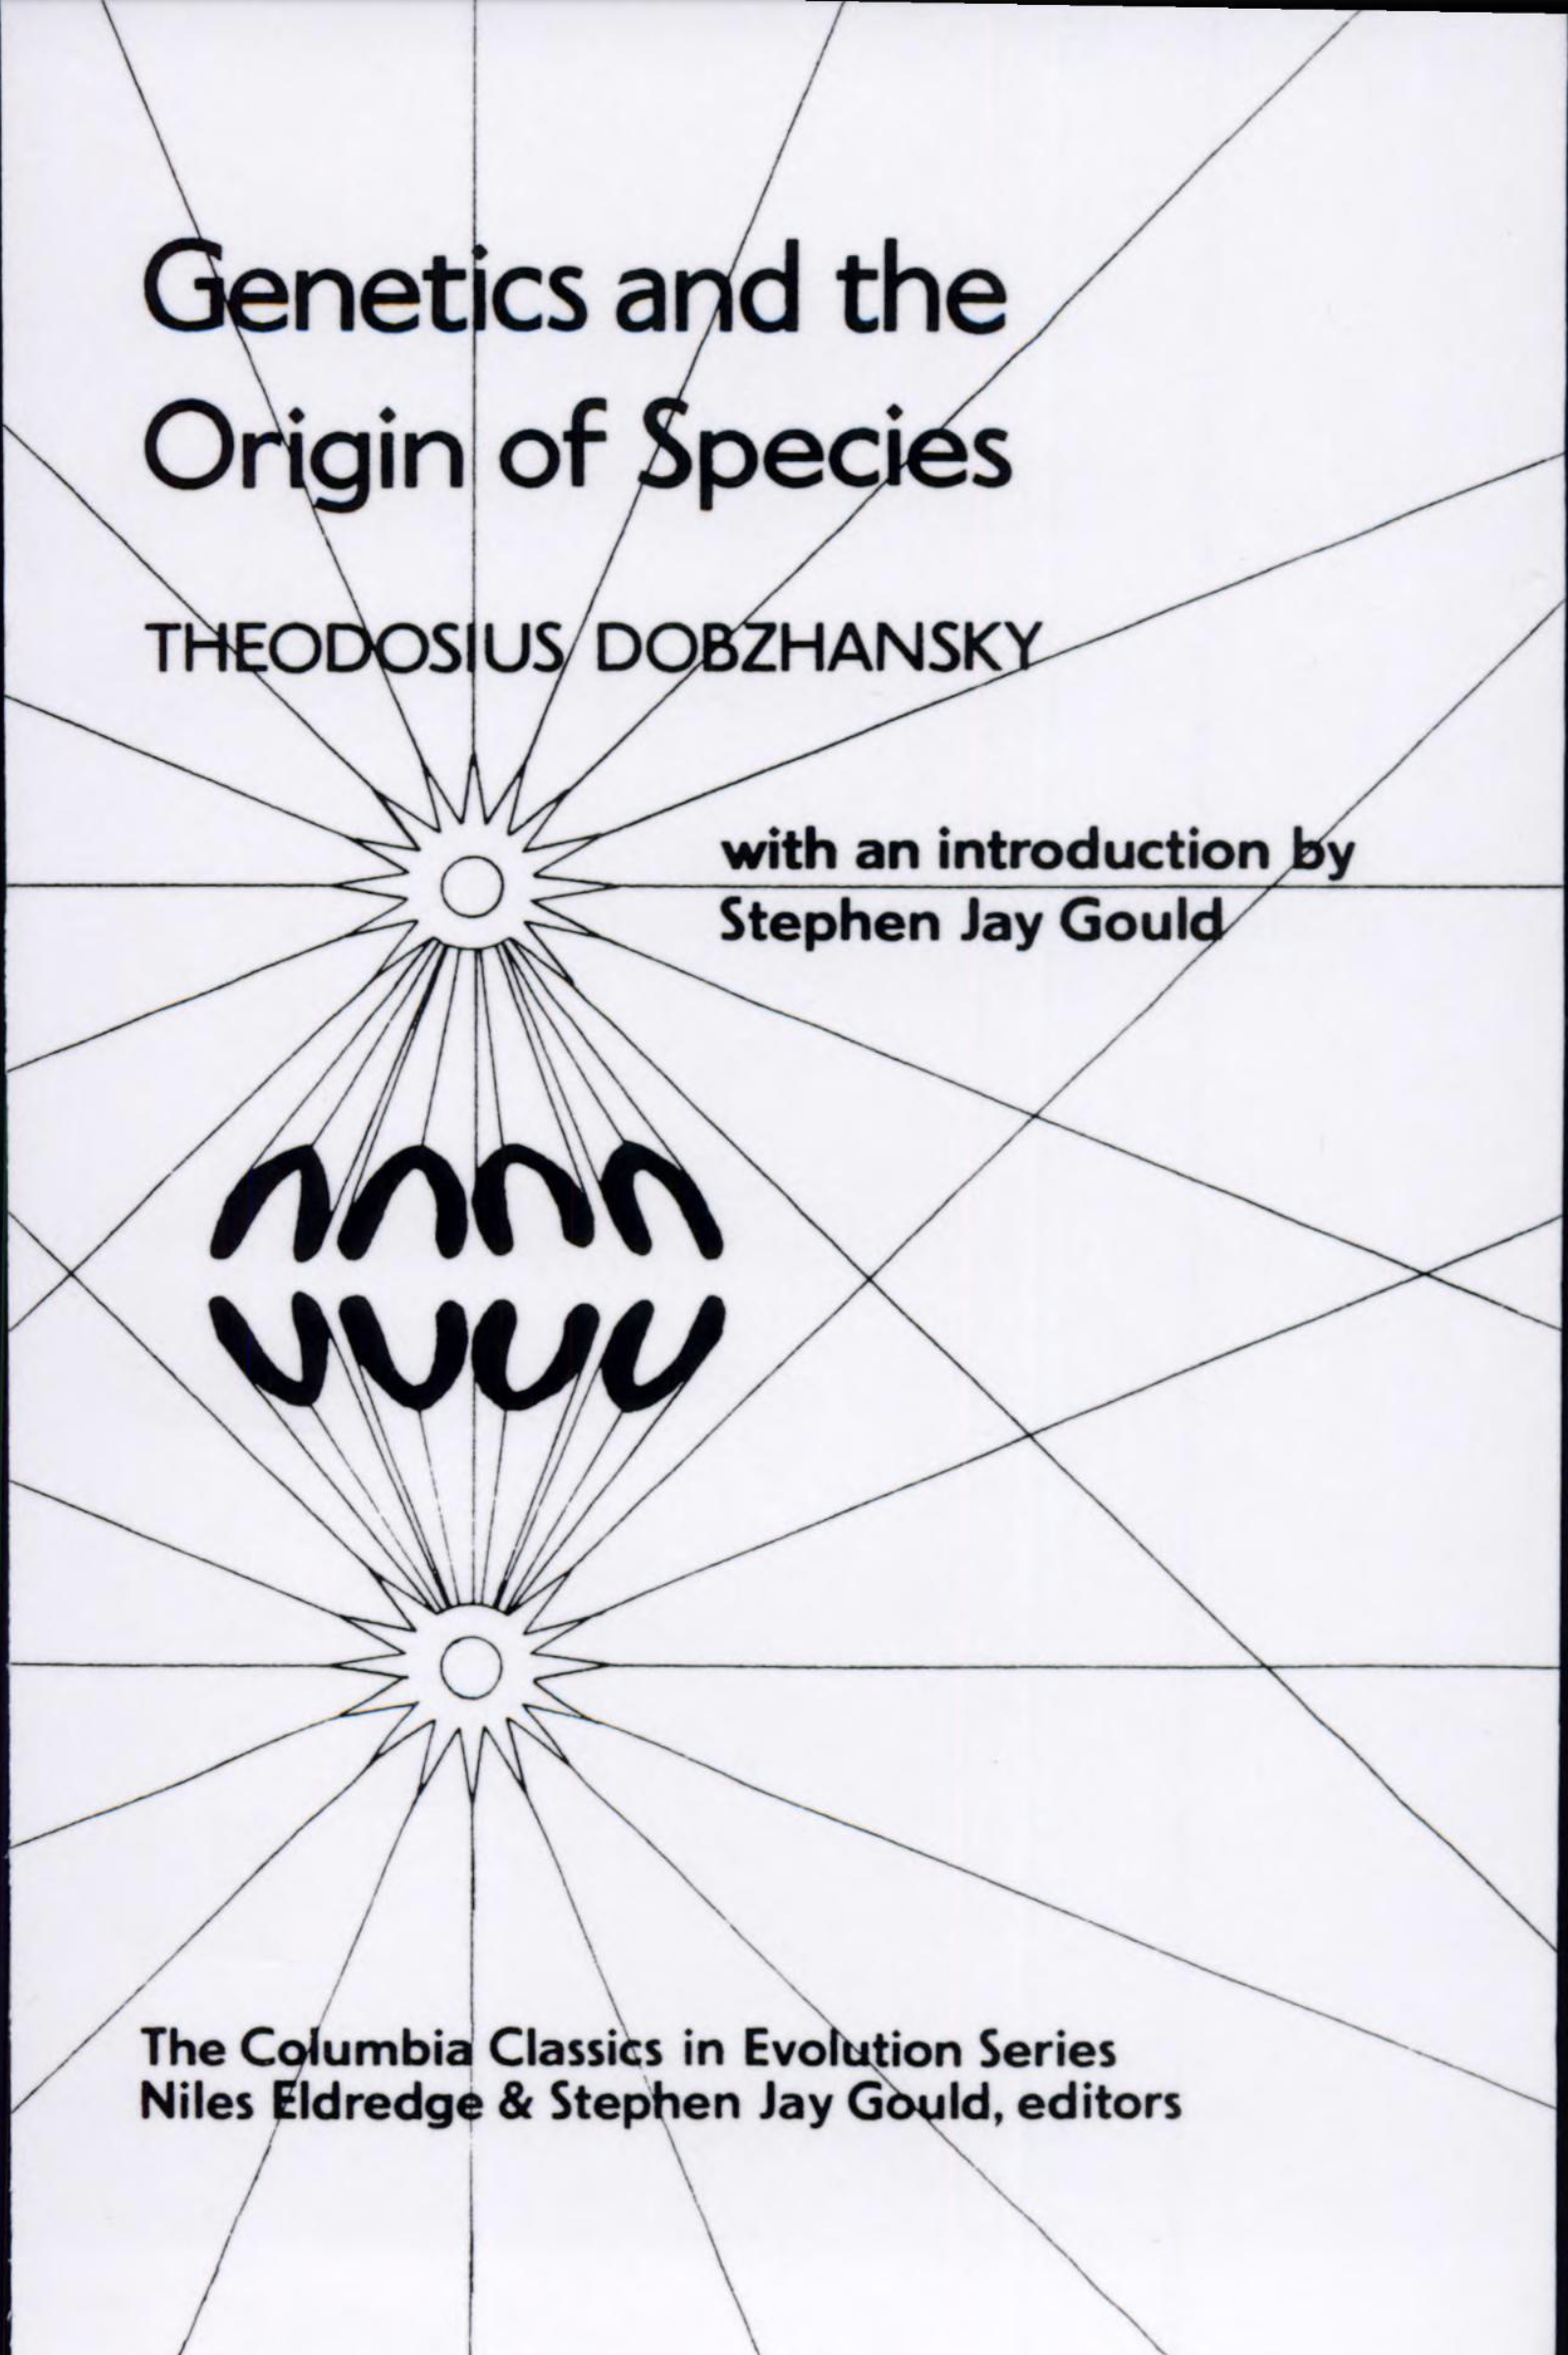 Genetics and the
Origin of Species
THEODOSIUS DOBZHANSKY
with an introduction by
Stephen Jay Gould
The Columbia Classics in Evolution Series
Niles Eldredge & Stephen Jay Gould, editors